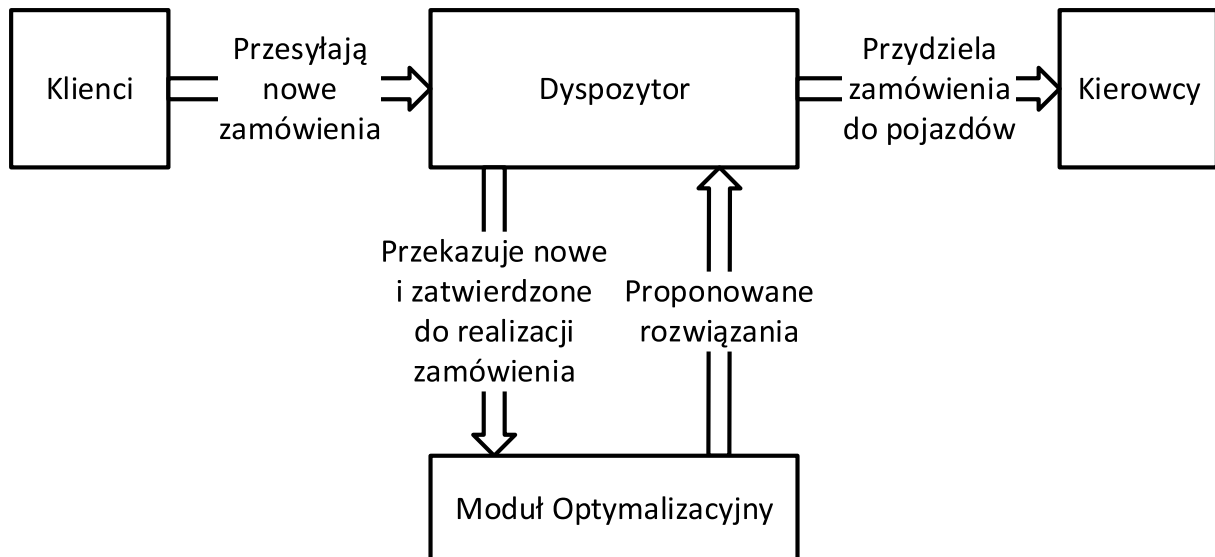 Klienci
Przesyłają
nowe
zamówienia
Dyspozytor
Przydziela
zamówienia
do pojazdów
Kierowcy
Przekazuje nowe
i zatwierdzone
do realizacji
zamówienia
Proponowane
rozwiązania
Moduł Optymalizacyjny